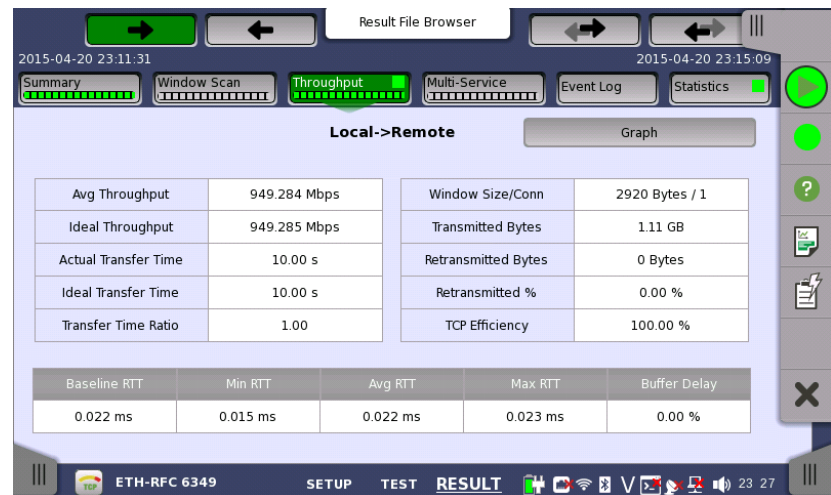 Result File Browser
2015-04-20 23:11:31
2015-04-20 23:15:09
Summary
Window Scan
Throughput
Multi-Service
Event Log
Statistics
Local->Remote
Graph
Avg Throughput 949.284 Mbps
Window Size/Conn 2920 Bytes / 1
Ideal Throughput 949.285 Mbps
Transmitted Bytes 1.11 GB
Actual Transfer Time 10.00 s
Retransmitted Bytes 0 Bytes
Ideal Transfer Time 10.00 s
Retransmitted % 0.00 %
Transfer Time Ratio 1.00
TCP Efficiency 100.00 %
Baseline RTT Min RTT Avg RTT Max RTT Buffer Delay
0.022 ms 0.015 ms 0.022 ms 0.023 ms 0.00 %
TCP ETH-RFC 6349 SETUP TEST RESULT V 23 27